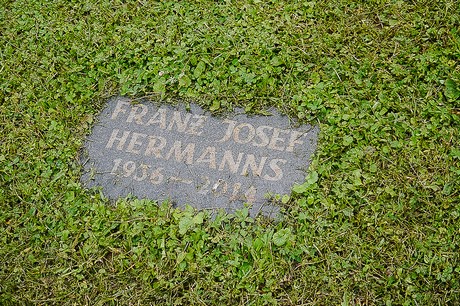 FRANZ JOSEF
HERMANNS
1936 – 2014